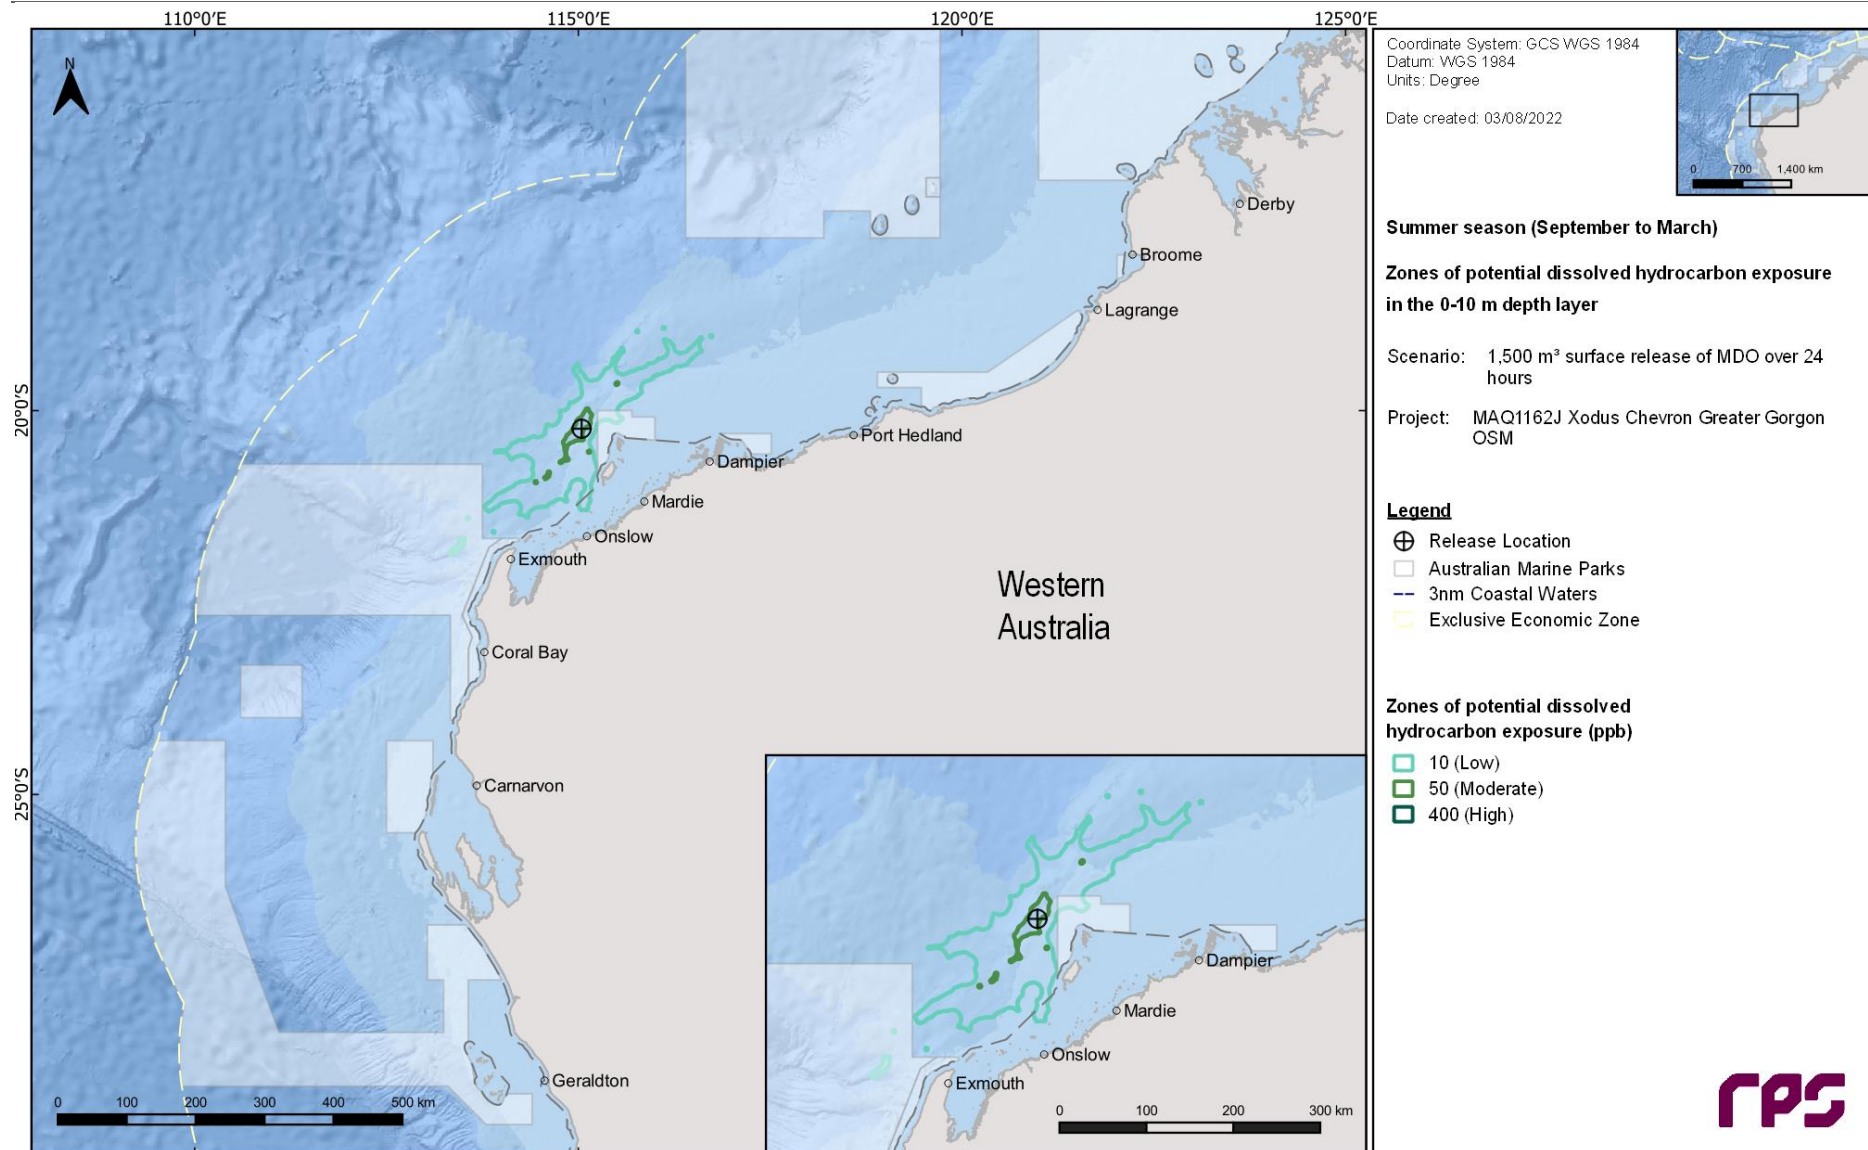 110°0′E
115°0′E
120°0′E
125°0′E
20°0′S
25°0′S
N
Derby
Broome
Lagrange
Port Hedland
Dampier
Mardie
Onslow
Exmouth
Western
Australia
Coral Bay
Carnarvon
Geraldton
0 100 200 300 400 500 km
Dampier
Mardie
Onslow
Exmouth
0 100 200 300 km
Coordinate System: GCS WGS 1984
Datum: WGS 1984
Units: Degree
Date created: 03/08/2022
0 700 1,400 km
Summer season (September to March)
Zones of potential dissolved hydrocarbon exposure
in the 0-10 m depth layer
Scenario: 1,500 m³ surface release of MDO over 24
hours
Project: MAQ1162J Xodus Chevron Greater Gorgon
OSM
Legend
Release Location
Australian Marine Parks
3nm Coastal Waters
Exclusive Economic Zone
Zones of potential dissolved
hydrocarbon exposure (ppb)
10 (Low)
50 (Moderate)
400 (High)
rps